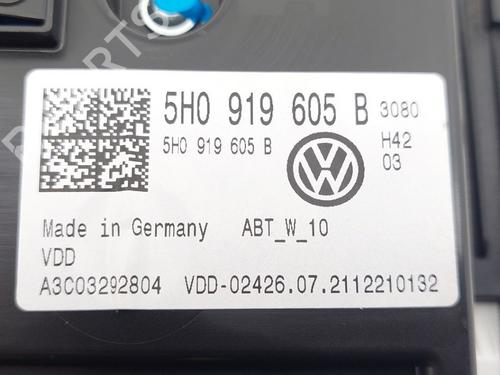 5H0 919 605 B 3080
5H0 919 605 B H42
03
Made in Germany ABT_W_10
VDD
A3C03292804 VDD-02426.07.2112210132